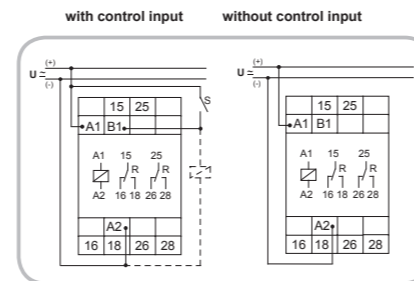 with control input
without control input
(+)
U
(-)
S
15 25
A1 B1
A1 15 25
R R
A2 16 18 26 28
A2
16 18 26 28
(+)
U
(-)
15 25
A1 B1
A1 15 25
R R
A2 16 18 26 28
A2
16 18 26 28